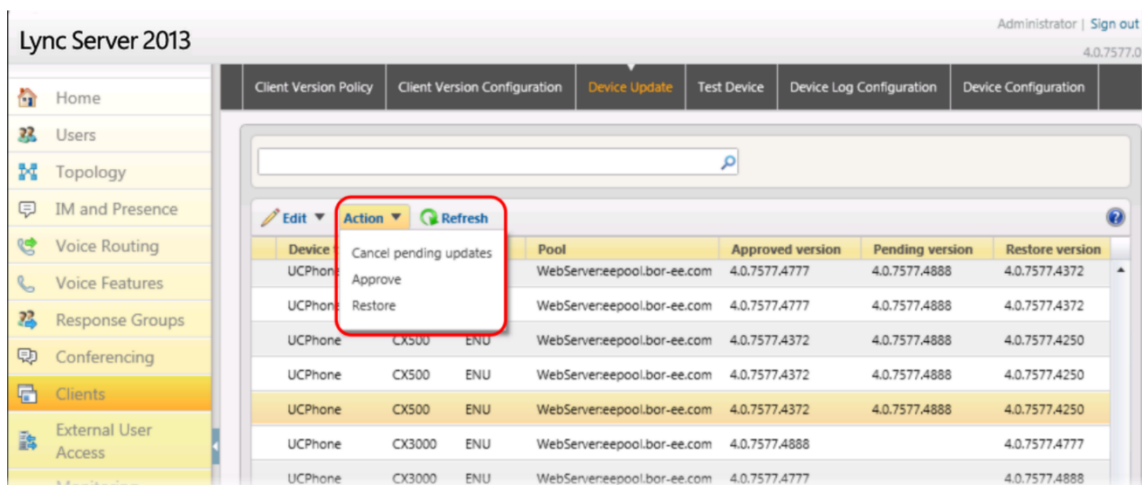 Administrator | Sign out
Lync Server 2013
4.0.7577.0
Home
Users
Topology
IM and Presence
Voice Routing
Voice Features
Response Groups
Conferencing
Clients
External User
Access
Client Version Policy Client Version Configuration Device Update Test Device Device Log Configuration Device Configuration
Edit Action Refresh
Cancel pending updates
Approve
Restore
Device Pool Approved version Pending version Restore version
UCPhone WebServer:eepool.bor-ee.com 4.0.7577.4777 4.0.7577.4888 4.0.7577.4372
UCPhone WebServer:eepool.bor-ee.com 4.0.7577.4777 4.0.7577.4888 4.0.7577.4372
UCPhone CX500 ENU WebServer:eepool.bor-ee.com 4.0.7577.4372 4.0.7577.4888 4.0.7577.4250
UCPhone CX500 ENU WebServer:eepool.bor-ee.com 4.0.7577.4372 4.0.7577.4888 4.0.7577.4250
UCPhone CX500 ENU WebServer:eepool.bor-ee.com 4.0.7577.4372 4.0.7577.4888 4.0.7577.4250
UCPhone CX3000 ENU WebServer:eepool.bor-ee.com 4.0.7577.4888 4.0.7577.4777
UCPhone CX3000 ENU WebServer:eepool.bor-ee.com 4.0.7577.4777 4.0.7577.4888